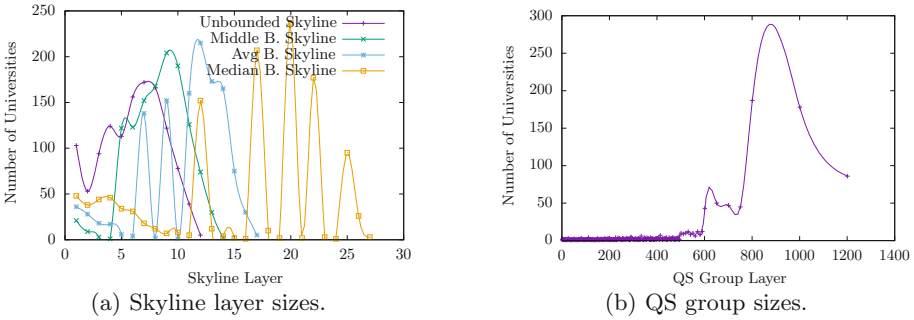 250
200
150
100
50
0
Number of Universities
Unbounded Skyline
Middle B. Skyline
Avg B. Skyline
Median B. Skyline
0 5 10 15 20 25 30
Skyline Layer
(a) Skyline layer sizes.
300
250
200
150
100
50
0
Number of Universities
0 200 400 600 800 1000 1200 1400
QS Group Layer
(b) QS group sizes.